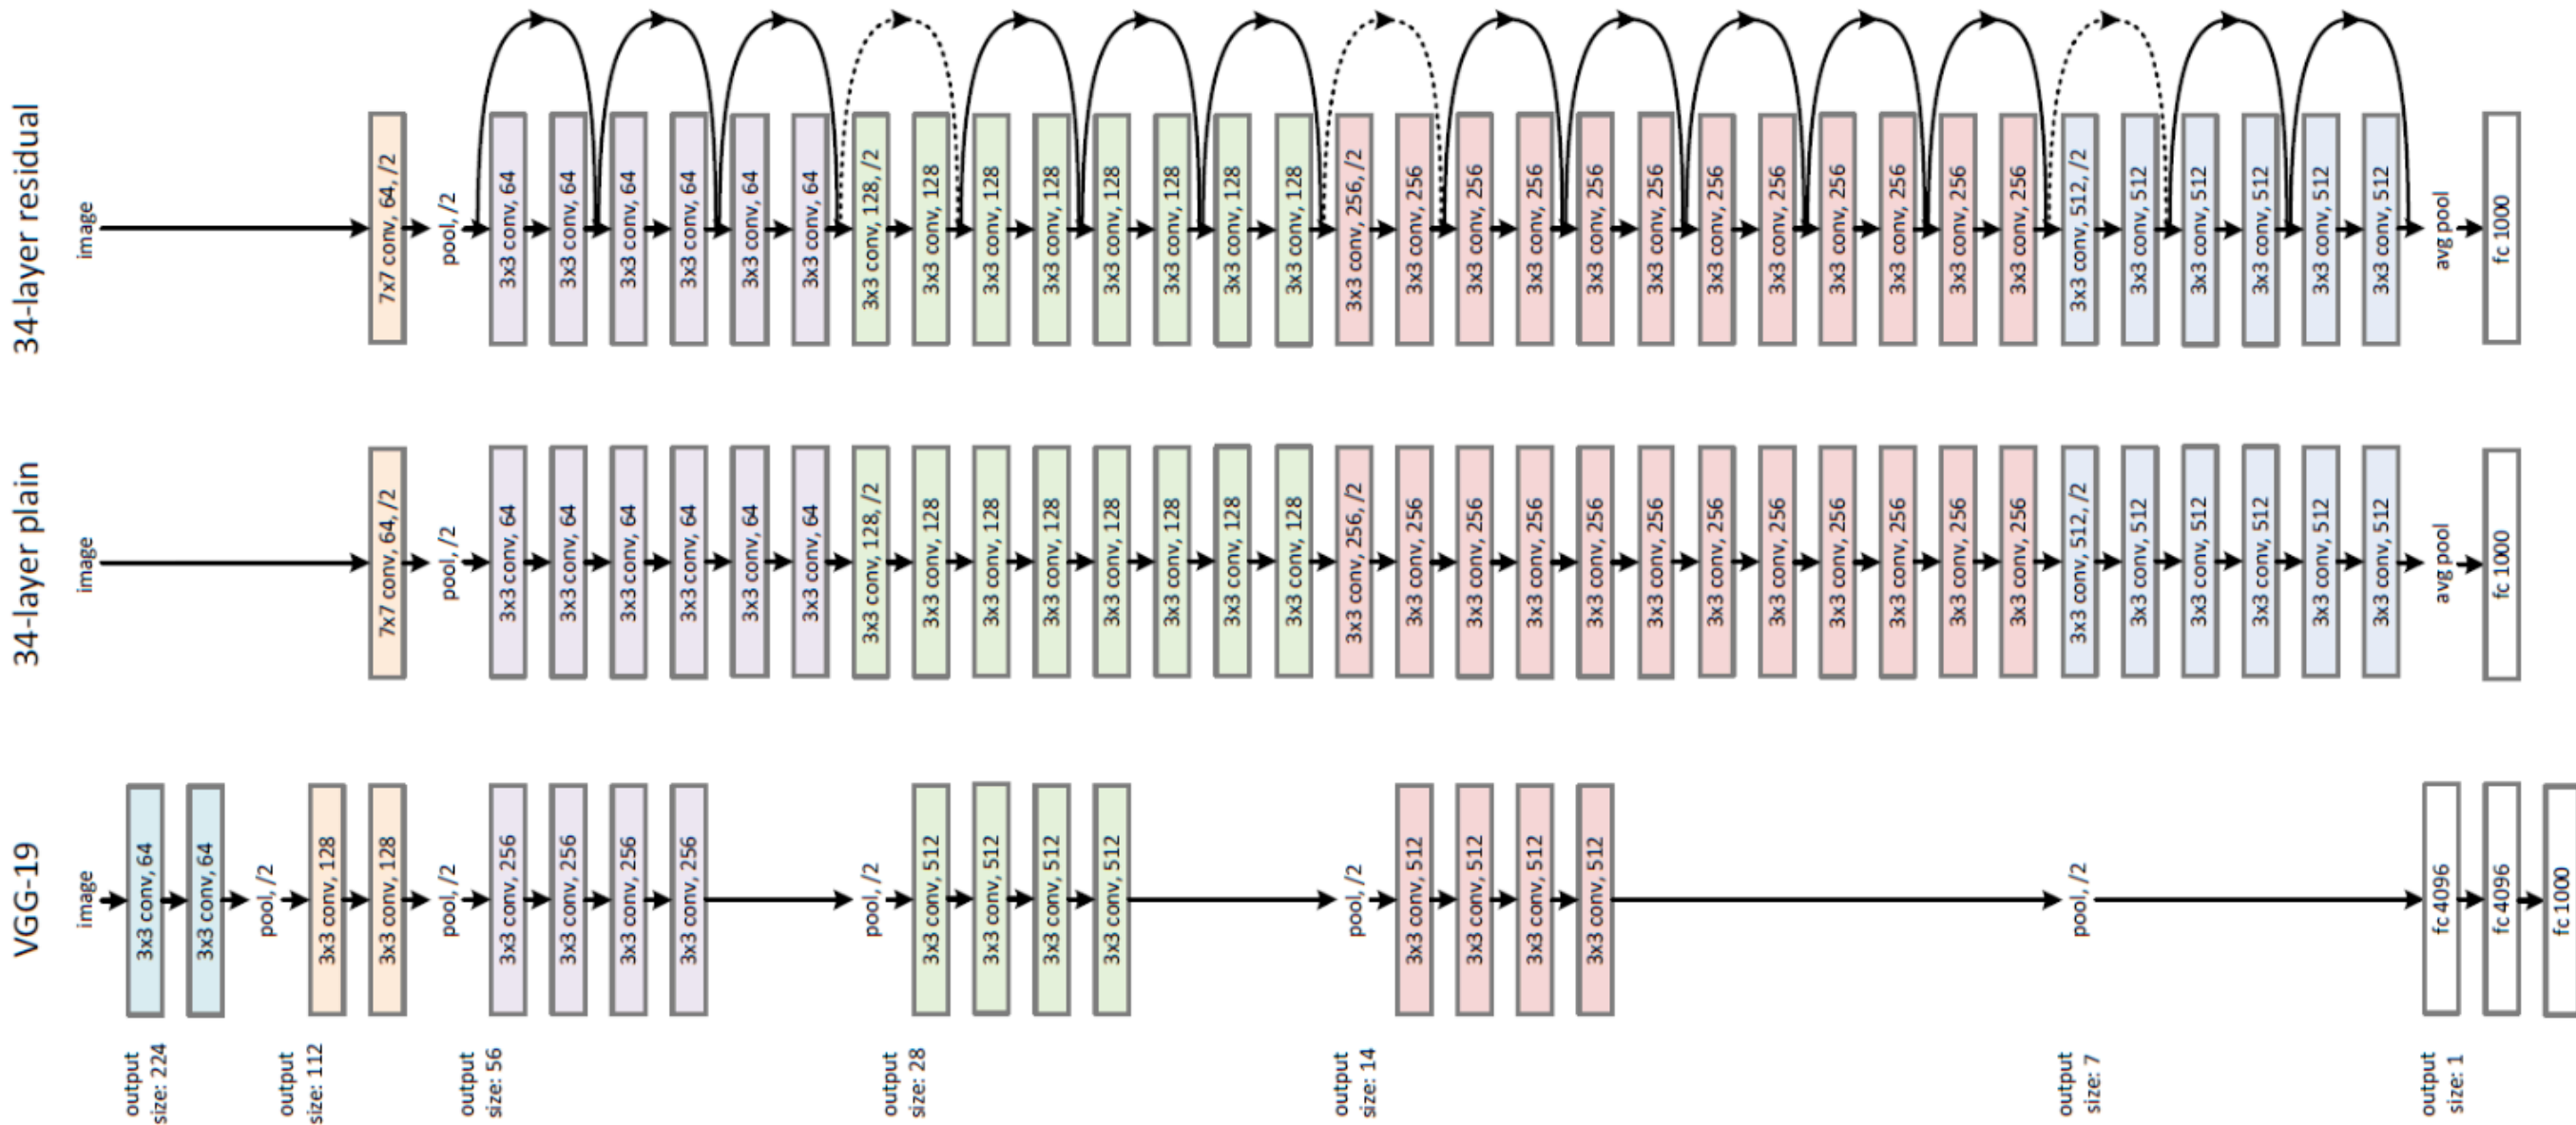 output
size: 224
output
size: 112
output
size: 56
output
size: 28
output
size: 14
output
size: 7
output
size: 1
VGG-19
image
3x3 conv, 64
3x3 conv, 64
pool, /2
3x3 conv, 128
3x3 conv, 128
pool, /2
3x3 conv, 256
3x3 conv, 256
3x3 conv, 256
3x3 conv, 256
pool, /2
3x3 conv, 512
3x3 conv, 512
3x3 conv, 512
3x3 conv, 512
pool, /2
3x3 conv, 512
3x3 conv, 512
3x3 conv, 512
3x3 conv, 512
pool, /2
fc 4096
fc 4096
fc 1000
34-layer plain
image
7x7 conv, 64, /2
pool, /2
3x3 conv, 64
3x3 conv, 64
3x3 conv, 64
3x3 conv, 64
3x3 conv, 64
3x3 conv, 64
3x3 conv, 128, /2
3x3 conv, 128
3x3 conv, 128
3x3 conv, 128
3x3 conv, 128
3x3 conv, 128
3x3 conv, 128
3x3 conv, 128
3x3 conv, 256, /2
3x3 conv, 256
3x3 conv, 256
3x3 conv, 256
3x3 conv, 256
3x3 conv, 256
3x3 conv, 256
3x3 conv, 256
3x3 conv, 256
3x3 conv, 256
3x3 conv, 256
3x3 conv, 256
3x3 conv, 512, /2
3x3 conv, 512
3x3 conv, 512
3x3 conv, 512
3x3 conv, 512
3x3 conv, 512
avg pool
fc 1000
34-layer residual
image
7x7 conv, 64, /2
pool, /2
3x3 conv, 64
3x3 conv, 64
3x3 conv, 64
3x3 conv, 64
3x3 conv, 64
3x3 conv, 64
3x3 conv, 128, /2
3x3 conv, 128
3x3 conv, 128
3x3 conv, 128
3x3 conv, 128
3x3 conv, 128
3x3 conv, 128
3x3 conv, 128
3x3 conv, 256, /2
3x3 conv, 256
3x3 conv, 256
3x3 conv, 256
3x3 conv, 256
3x3 conv, 256
3x3 conv, 256
3x3 conv, 256
3x3 conv, 256
3x3 conv, 256
3x3 conv, 256
3x3 conv, 256
3x3 conv, 512, /2
3x3 conv, 512
3x3 conv, 512
3x3 conv, 512
3x3 conv, 512
3x3 conv, 512
avg pool
fc 1000